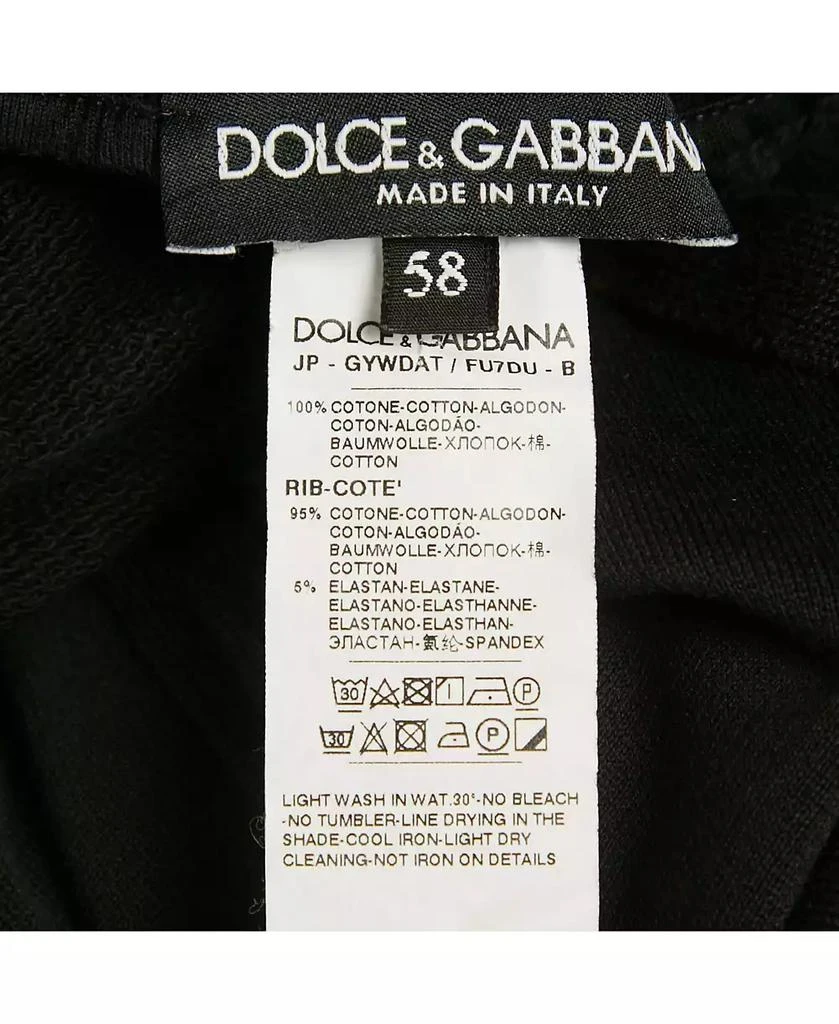 DOLCE & GABBAN
MADE IN ITALY
58
DOLCE & GABBANA
JP - GYWDAT / FU7DU - B
100% COTONE-COTTON-ALGODON-
COTON-ALGODÃO-
BAUMWOLLE-ХЛОПОК-棉-
COTTON
RIB-COTE'
95% COTONE-COTTON-ALGODON-
COTON-ALGODÃO-
BAUMWOLLE-ХЛОПОК-棉-
COTTON
5% ELASTAN-ELASTANE-
ELASTANO-ELASTHANNE-
ELASTANO-ELASTHAN-
ЭЛАСТАН-氨纶-SPANDEX
30 P
30 P
LIGHT WASH IN WAT.30°-NO BLEACH
-NO TUMBLER-LINE DRYING IN THE
SHADE-COOL IRON-LIGHT DRY
CLEANING-NOT IRON ON DETAILS